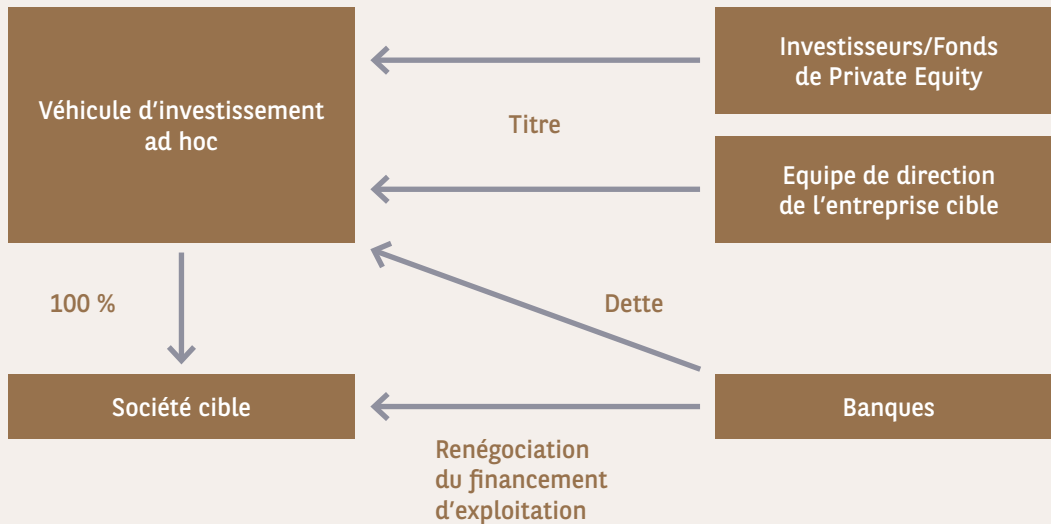 Véhicule d'investissement
ad hoc
Investisseurs/Fonds
de Private Equity
Titre
Equipe de direction
de l'entreprise cible
100 %
Dette
Société cible
Banques
Renégociation
du financement
d'exploitation